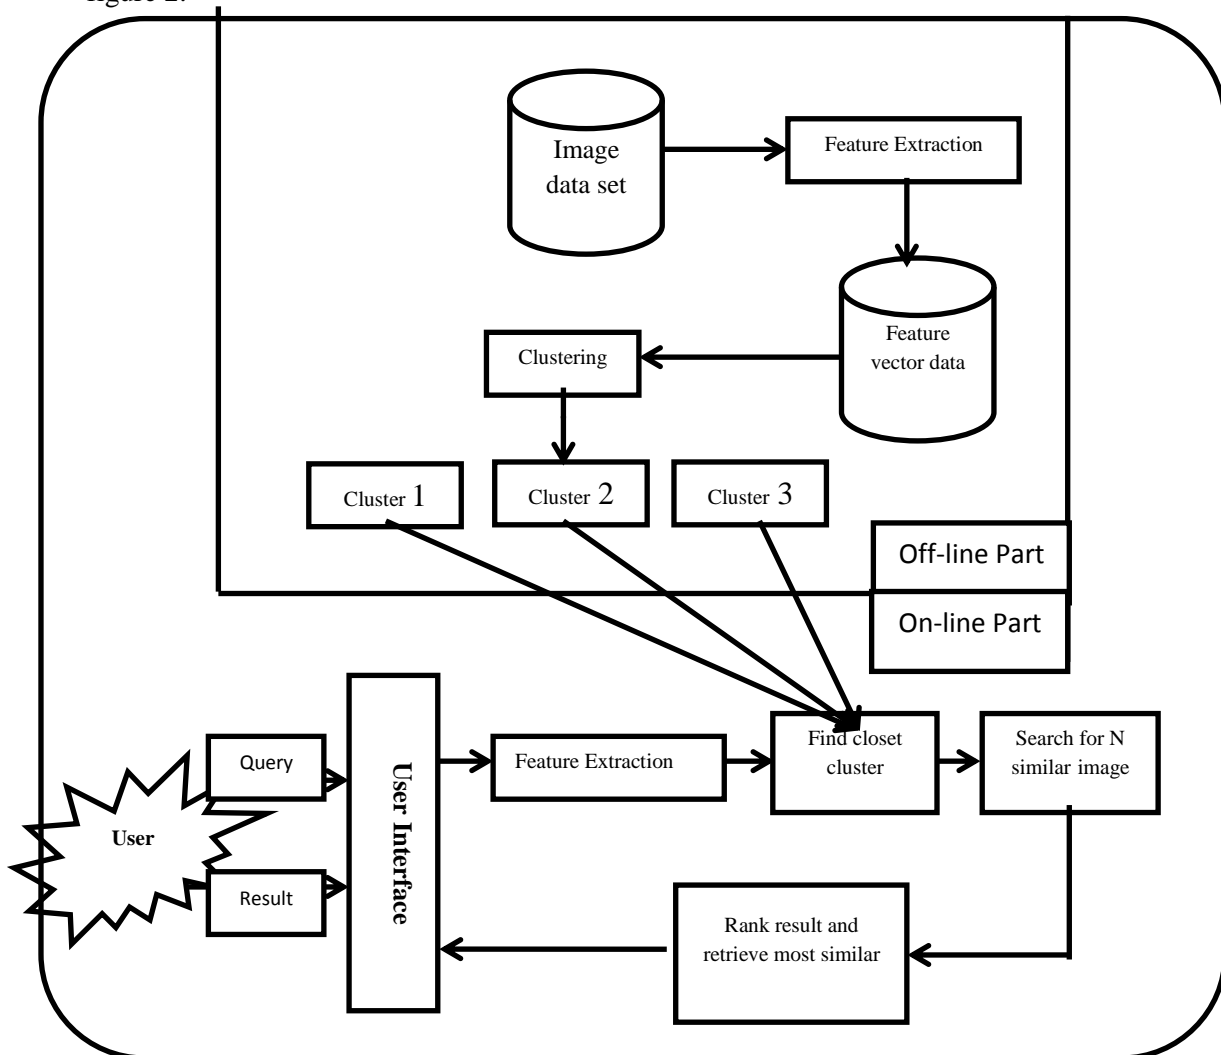 figure 2.
Image
data set
Feature Extraction
Feature
vector data
Clustering
Cluster 1
Cluster 2
Cluster 3
Off-line Part
On-line Part
User
Query
Result
User Interface
Feature Extraction
Find closet
cluster
Search for N
similar image
Rank result and
retrieve most similar